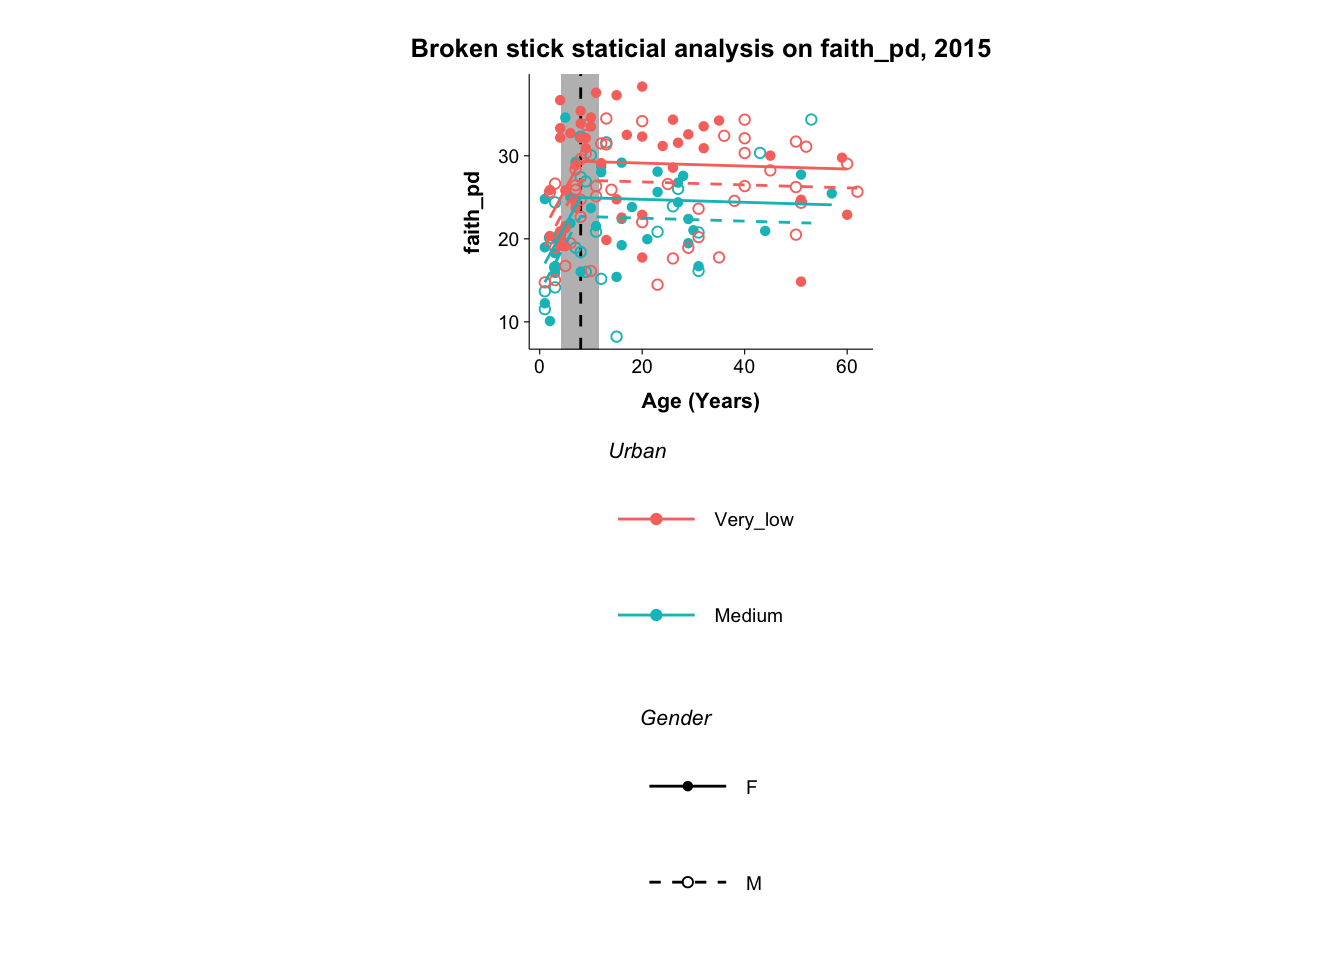 Broken stick staticial analysis on faith_pd, 2015
faith_pd
30
20
10
0 20 40 60
Age (Years)
Urban
Very_low
Medium
Gender
F
M